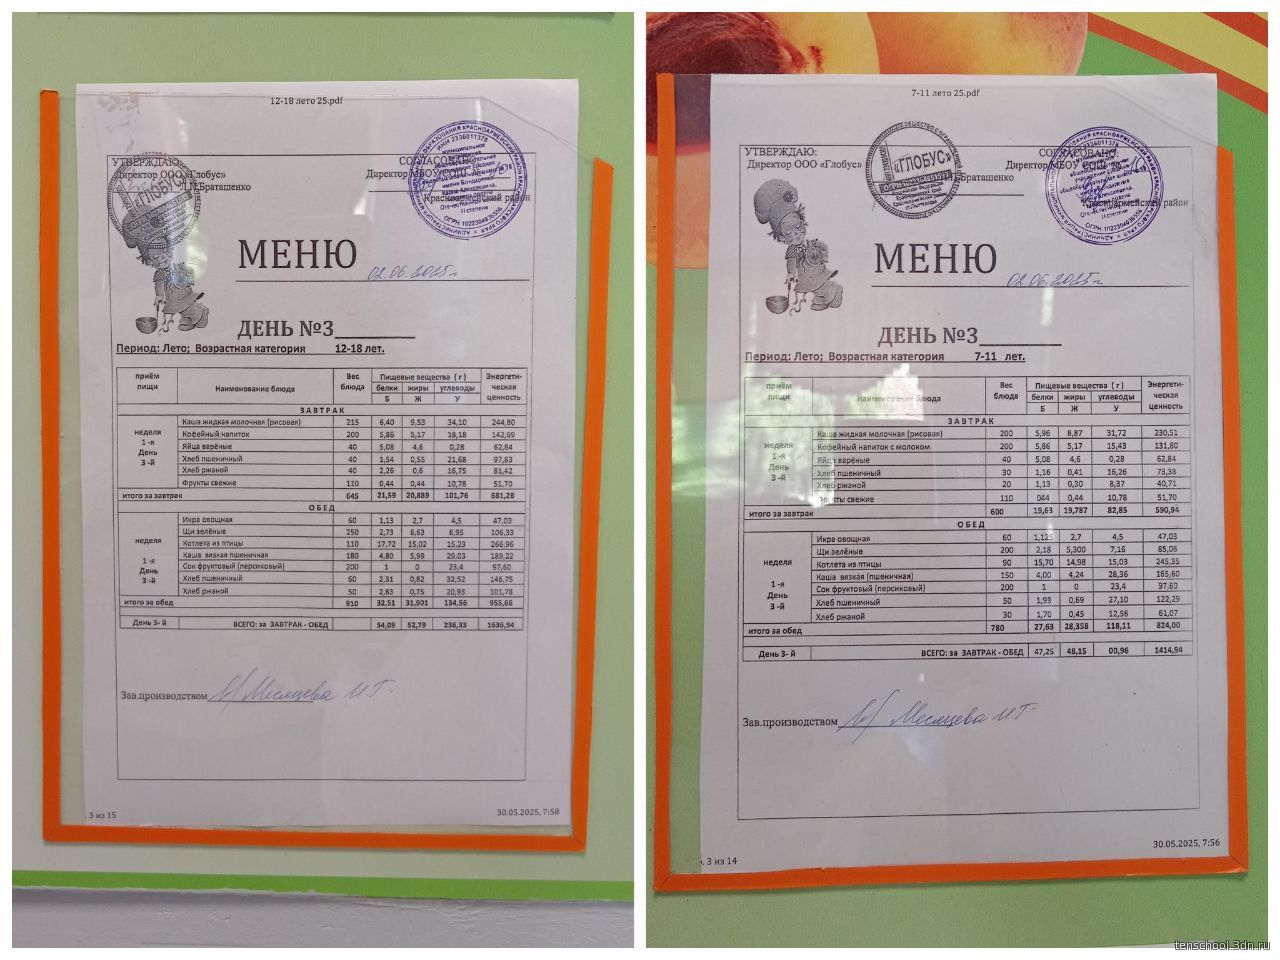 12-18 лето 25.pdf
УТВЕРЖДАЮ: СОГЛАСОВАНО:
Директор ООО «Глобус» Директор МБОУ СОШ
Браташенко
Красноармейский район
«ГЛОБУС»
МЕНЮ
02.06.2025г
ДЕНЬ №3
Период: Лето; Возрастная категория 12-18 лет.
приём пищи Наименование блюда Вес блюда Пищевые вещества ( г ) Энергетическая ценность
белки жиры углеводы
Б Ж У
ЗАВТРАК
неделя 1 -я День 3 -й
Каша жидкая молочная (рисовая) 215 6,40 9,53 34,10 244,80
Кофейный напиток 200 5,86 5,17 18,18 142,69
Яйца варёные 40 5,08 4,6 0,28 62,84
Хлеб пшеничный 40 1,54 0,55 21,68 97,83
Хлеб ржаной 40 2,26 0,6 16,75 81,42
Фрукты свежие 110 0,44 0,44 10,78 51,70
итого за завтрак 645 21,59 20,889 101,76 681,28
ОБЕД
неделя 1 -я День 3 -й
Икра овощная 60 1,13 2,7 4,5 47,03
Щи зелёные 250 2,73 6,63 8,95 106,33
Котлета из птицы 110 17,72 15,02 15,23 266,96
Каша вязкая пшеничная 180 4,80 5,99 29,03 189,22
Сок фруктовый (персиковый) 200 1 0 23,4 97,60
Хлеб пшеничный 60 2,31 0,82 32,52 146,75
Хлеб ржаной 50 2,83 0,75 20,93 101,78
итого за обед 910 32,51 31,901 134,56 955,66
День 3- й ВСЕГО: за ЗАВТРАК - ОБЕД 54,09 52,79 236,33 1636,94
Зав.производством Месяцева И.Г.
3 из 15 30.05.2025, 7:58
7-11 лето 25.pdf
УТВЕРЖДАЮ: СОГЛАСОВАНО:
Директор ООО «Глобус» Директор МБОУ СОШ
Браташенко
Красноармейский район
«ГЛОБУС»
МЕНЮ
02.06.2025г
ДЕНЬ №3
Период: Лето; Возрастная категория 7-11 лет.
приём пищи Наименование блюда Вес блюда Пищевые вещества ( г ) Энергетическая ценность
белки жиры углеводы
Б Ж У
ЗАВТРАК
неделя 1 -я День 3 -й
Каша жидкая молочная (рисовая) 200 5,96 8,87 31,72 230,51
Кофейный напиток с молоком 200 5,86 5,17 15,43 131,80
Яйца варёные 40 5,08 4,6 0,28 62,84
Хлеб пшеничный 30 1,16 0,41 16,26 73,38
Хлеб ржаной 20 1,13 0,30 8,37 40,71
Фрукты свежие 110 044 0,44 10,78 51,70
итого за завтрак 600 19,63 19,787 82,85 590,94
ОБЕД
неделя 1 -я День 3 -й
Икра овощная 60 1,125 2,7 4,5 47,03
Щи зелёные 200 2,18 5,300 7,16 85,06
Котлета из птицы 90 15,70 14,98 15,03 245,35
Каша вязкая (пшеничная) 150 4,00 4,24 28,36 165,60
Сок фруктовый (персиковый) 200 1 0 23,4 97,60
Хлеб пшеничный 50 1,93 0,69 27,10 122,29
Хлеб ржаной 30 1,70 0,45 12,56 61,07
итого за обед 780 27,63 28,358 118,11 824,00
День 3- й ВСЕГО: за ЗАВТРАК - ОБЕД 47,25 48,15 00,96 1414,94
Зав.производством Месяцева И.Г.
3 из 14 30.05.2025, 7:56
tenschool.3dn.ru